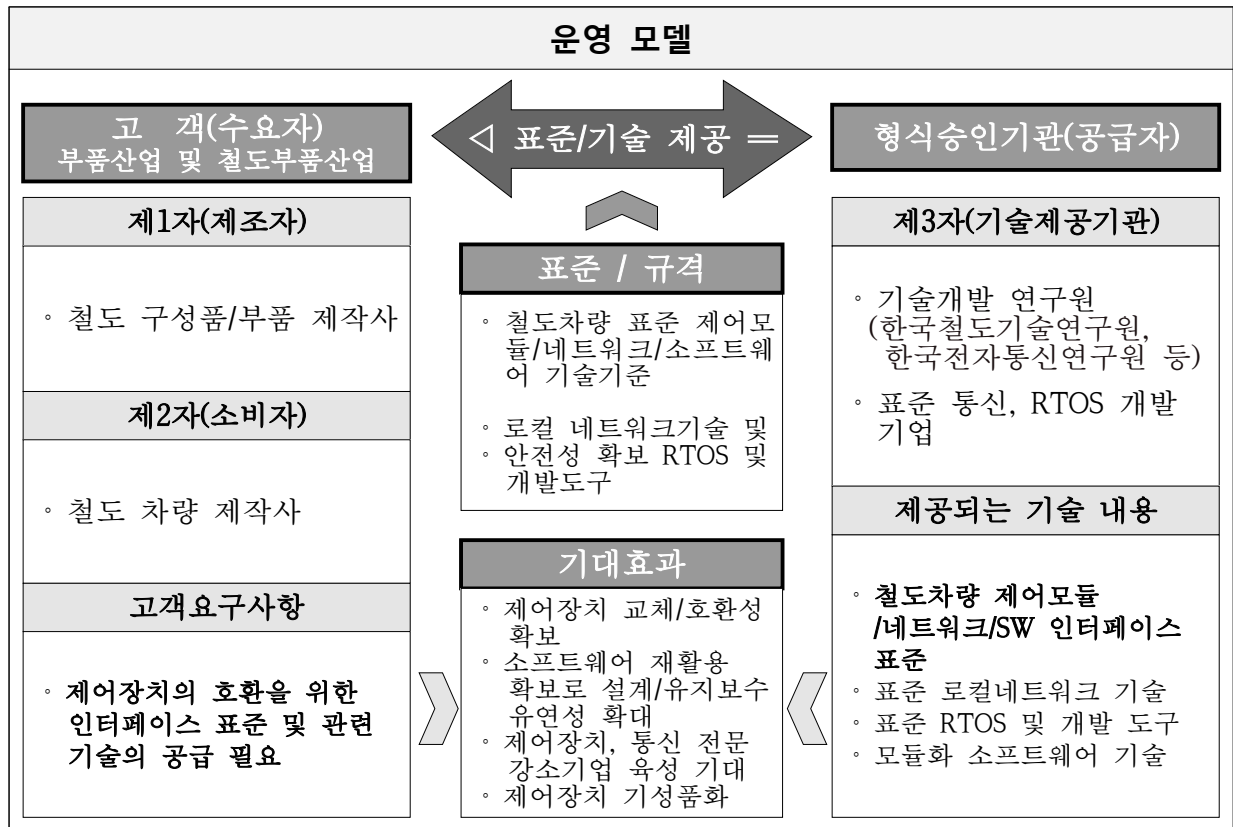 운영 모델
고 객(수요자)
부품산업 및 철도부품산업
◁ 표준/기술 제공 =
형식승인기관(공급자)
제1자(제조자)
◦ 철도 구성품/부품 제작사
제2자(소비자)
◦ 철도 차량 제작사
고객요구사항
◦ 제어장치의 호환을 위한
인터페이스 표준 및 관련
기술의 공급 필요
표준 / 규격
◦ 철도차량 표준 제어모
듈/네트워크/소프트웨
어 기술기준
◦ 로컬 네트워크기술 및
◦ 안전성 확보 RTOS 및
개발도구
기대효과
◦ 제어장치 교체/호환성
확보
◦ 소프트웨어 재활용
확보로 설계/유지보수
유연성 확대
◦ 제어장치, 통신 전문
강소기업 육성 기대
◦ 제어장치 기성품화
제3자(기술제공기관)
◦ 기술개발 연구원
(한국철도기술연구원,
한국전자통신연구원 등)
◦ 표준 통신, RTOS 개발
기업
제공되는 기술 내용
◦ 철도차량 제어모듈
/네트워크/SW 인터페이스
표준
◦ 표준 로컬네트워크 기술
◦ 표준 RTOS 및 개발 도구
◦ 모듈화 소프트웨어 기술